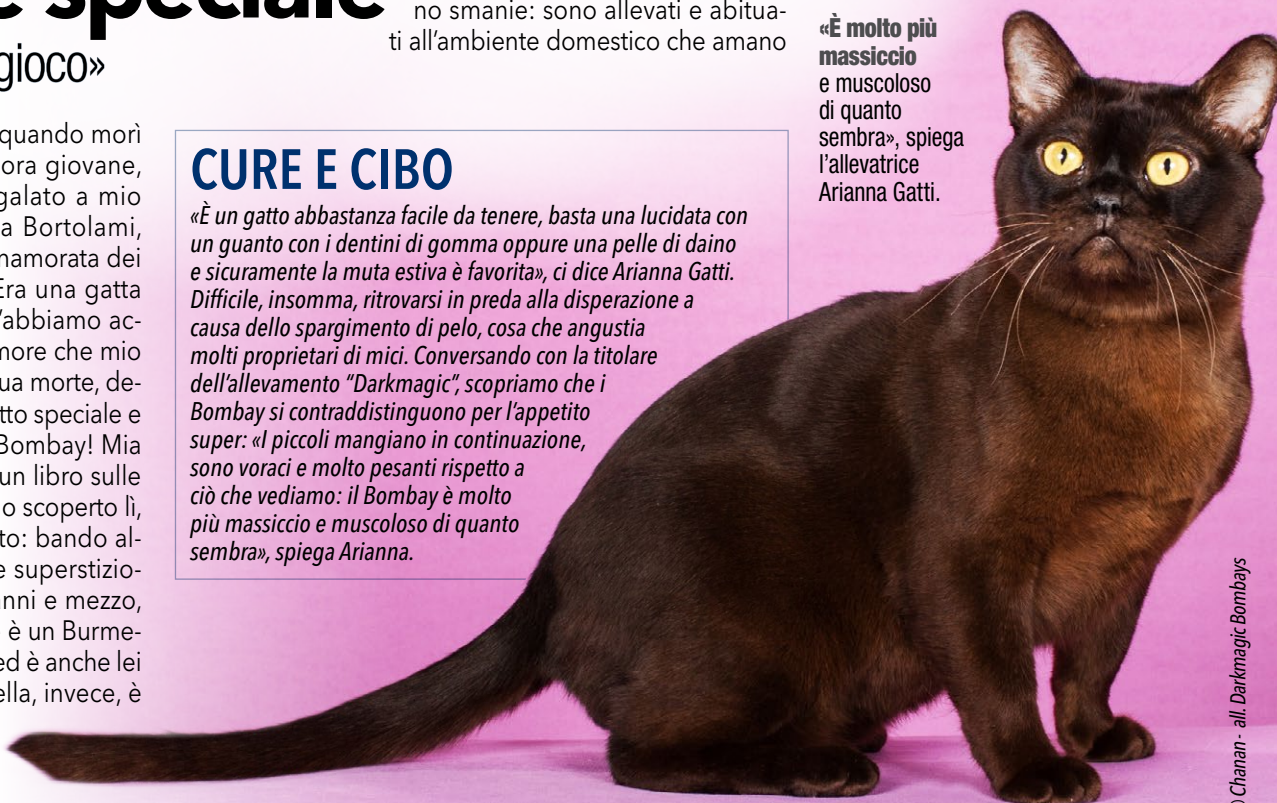 e speciale
gioco»
no smanie: sono allevati e abitua-
ti all'ambiente domestico che amano
quando morì
ora giovane,
galato a mio
a Bortolami,
namorata dei
Era una gatta
'abbiamo ac-
more che mio
ua morte, de-
tto speciale e
Bombay! Mia
un libro sulle
o scoperto lì,
to: bando al-
e superstizio-
anni e mezzo,
è un Burme-
ed è anche lei
ella, invece, è
CURE E CIBO
«È un gatto abbastanza facile da tenere, basta una lucidata con
un guanto con i dentini di gomma oppure una pelle di daino
e sicuramente la muta estiva è favorita», ci dice Arianna Gatti.
Difficile, insomma, ritrovarsi in preda alla disperazione a
causa dello spargimento di pelo, cosa che angustia
molti proprietari di mici. Conversando con la titolare
dell'allevamento "Darkmagic", scopriamo che i
Bombay si contraddistinguono per l'appetito
super: «I piccoli mangiano in continuazione,
sono voraci e molto pesanti rispetto a
ciò che vediamo: il Bombay è molto
più massiccio e muscoloso di quanto
sembra», spiega Arianna.
«È molto più
massiccio
e muscoloso
di quanto
sembra», spiega
l'allevatrice
Arianna Gatti.
Chanan - all. Darkmagic Bombays